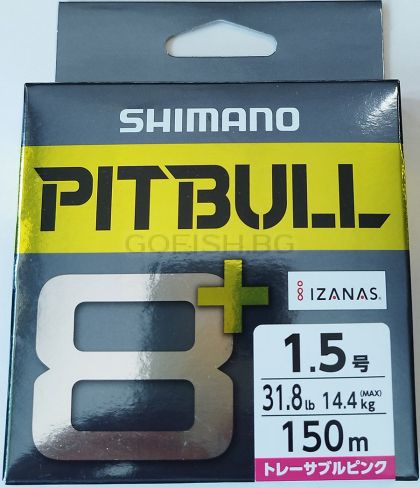 SHIMANO
PITBULL
GOFISH.BG
8+
IZANAS
1.5号
31.8lb 14.4kg (MAX)
150m
トレーサブルピンク